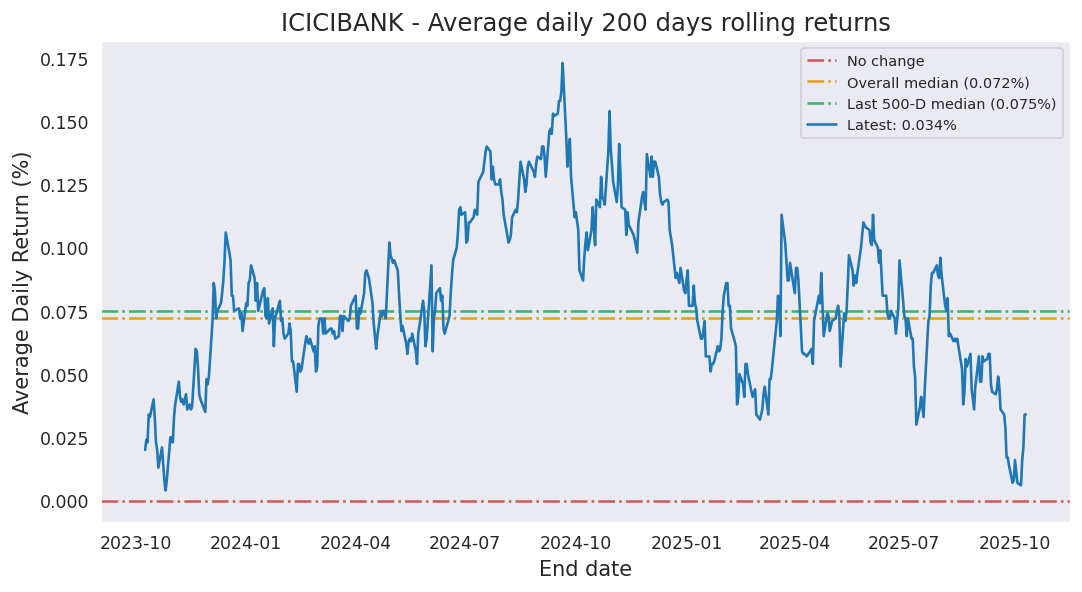 ICICIBANK - Average daily 200 days rolling returns
No change
Overall median (0.072%)
Last 500-D median (0.075%)
Latest: 0.034%
Average Daily Return (%)
0.175
0.150
0.125
0.100
0.075
0.050
0.025
0.000
2023-10 2024-01 2024-04 2024-07 2024-10 2025-01 2025-04 2025-07 2025-10
End date